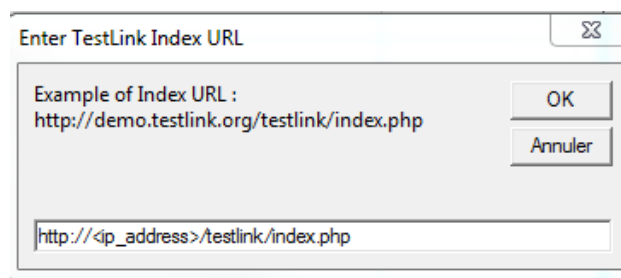 Enter TestLink Index URL
Example of Index URL :
http://demo.testlink.org/testlink/index.php
OK
Annuler
http://<ip_address>/testlink/index.php